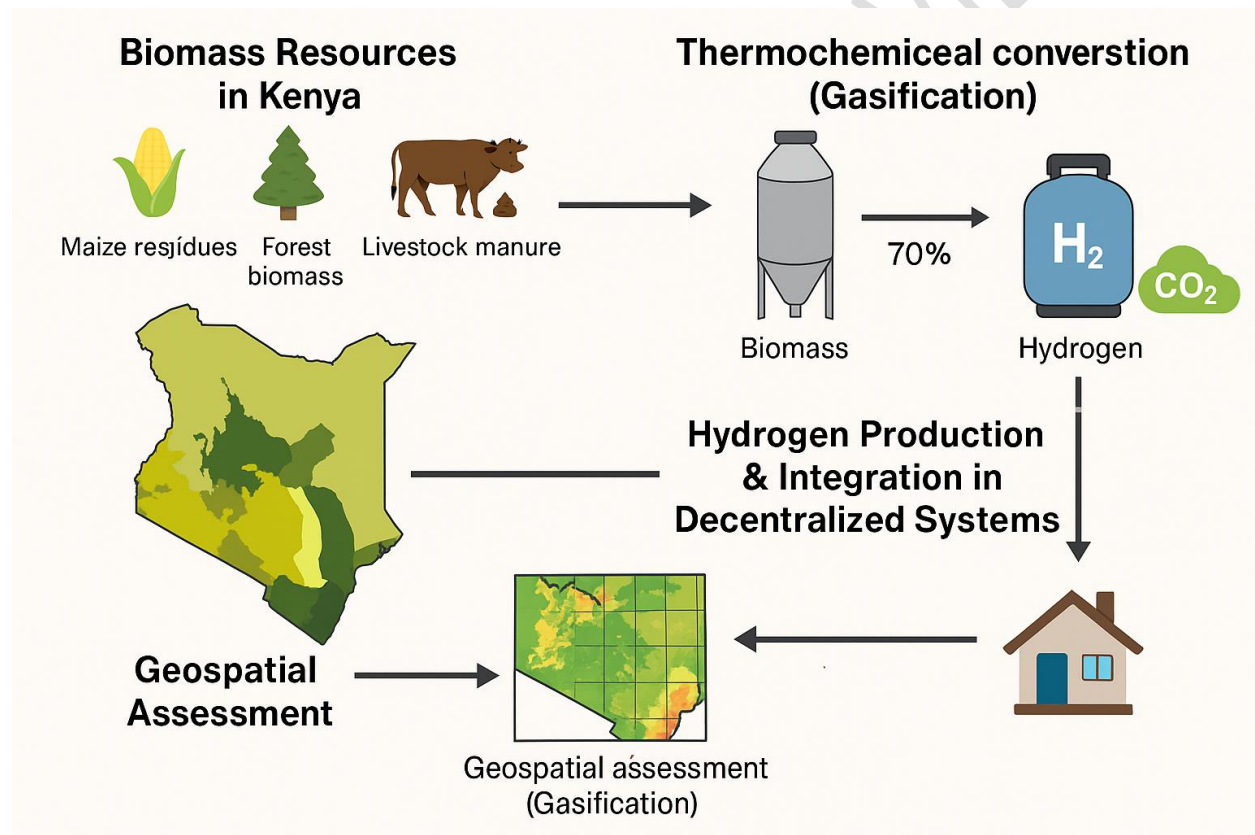 Biomass Resources
in Kenya
Thermochemiceal converstion
(Gasification)
Maize resjídues
Forest
biomass
Livestock manure
70%
H₂
CO₂
Biomass
Hydrogen
Hydrogen Production
& Integration in
Decentralized Systems
Geospatial
Assessment
Geospatial assessment
(Gasification)